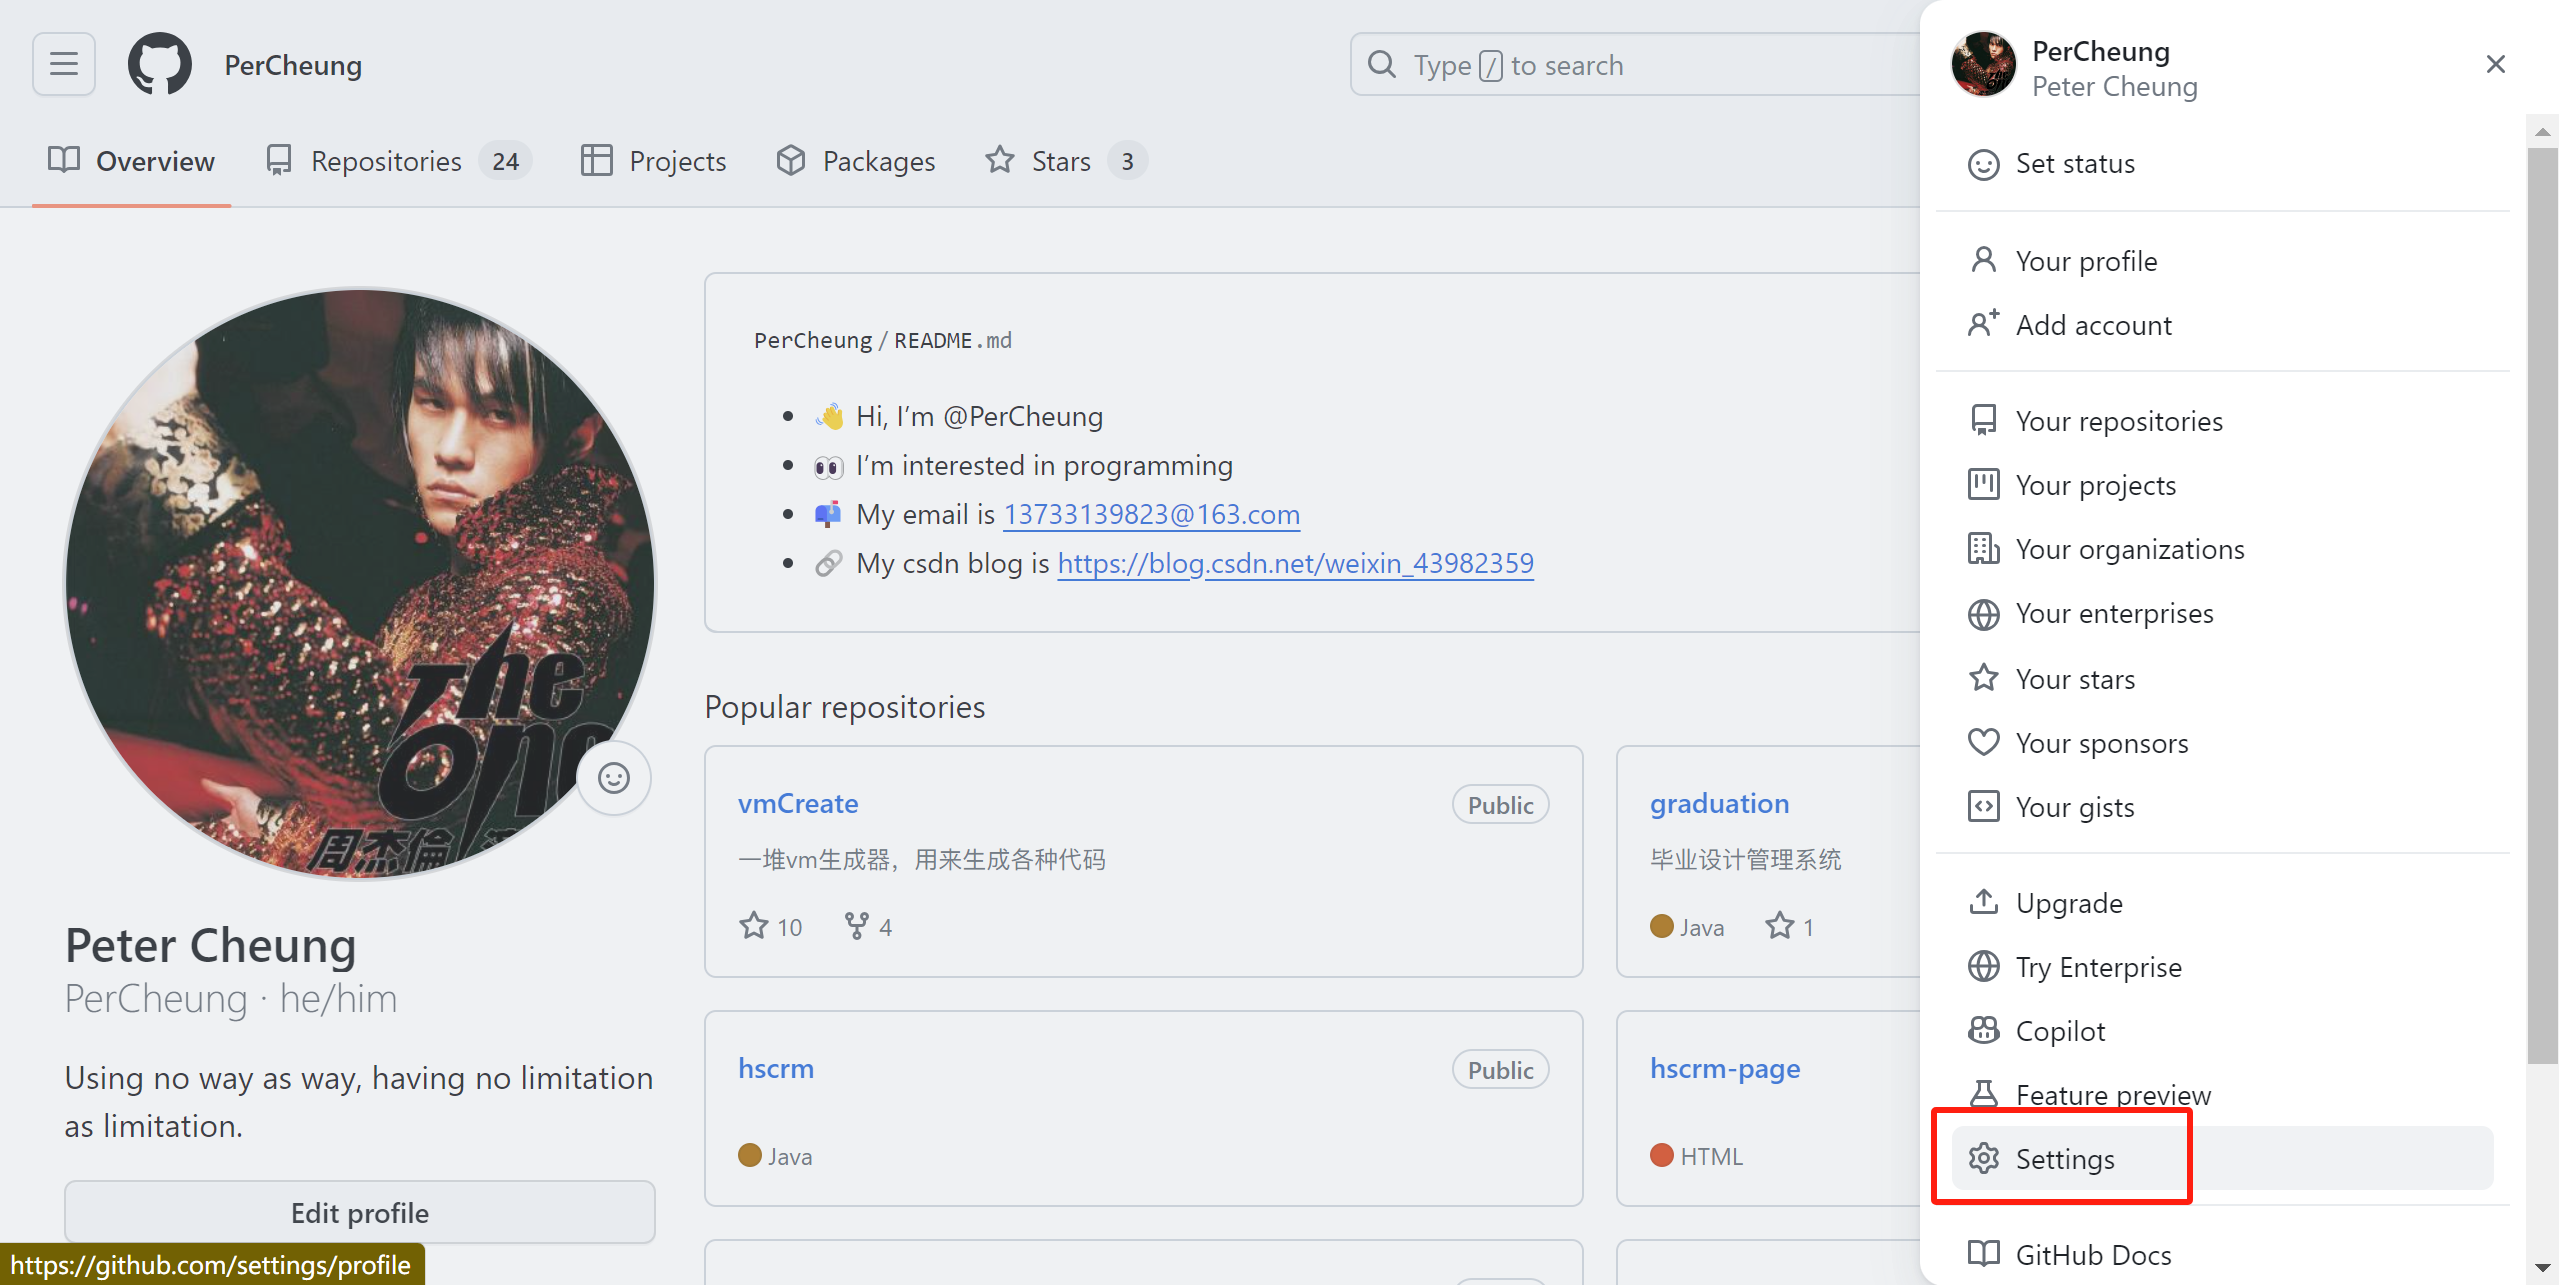 PerCheung
Type / to search
Overview
Repositories 24
Projects
Packages
Stars 3
PerCheung / README.md
👋 Hi, I’m @PerCheung
👀 I’m interested in programming
📫 My email is 13733139823@163.com
🔗 My csdn blog is https://blog.csdn.net/weixin_43982359
The
One
周杰倫
Peter Cheung
PerCheung · he/him
Using no way as way, having no limitation
as limitation.
Edit profile
Popular repositories
vmCreate Public
一堆vm生成器，用来生成各种代码
10 4
graduation
毕业设计管理系统
Java 1
hscrm Public
Java
hscrm-page
HTML
PerCheung
Peter Cheung
Set status
Your profile
Add account
Your repositories
Your projects
Your organizations
Your enterprises
Your stars
Your sponsors
Your gists
Upgrade
Try Enterprise
Copilot
Feature preview
Settings
GitHub Docs
https://github.com/settings/profile